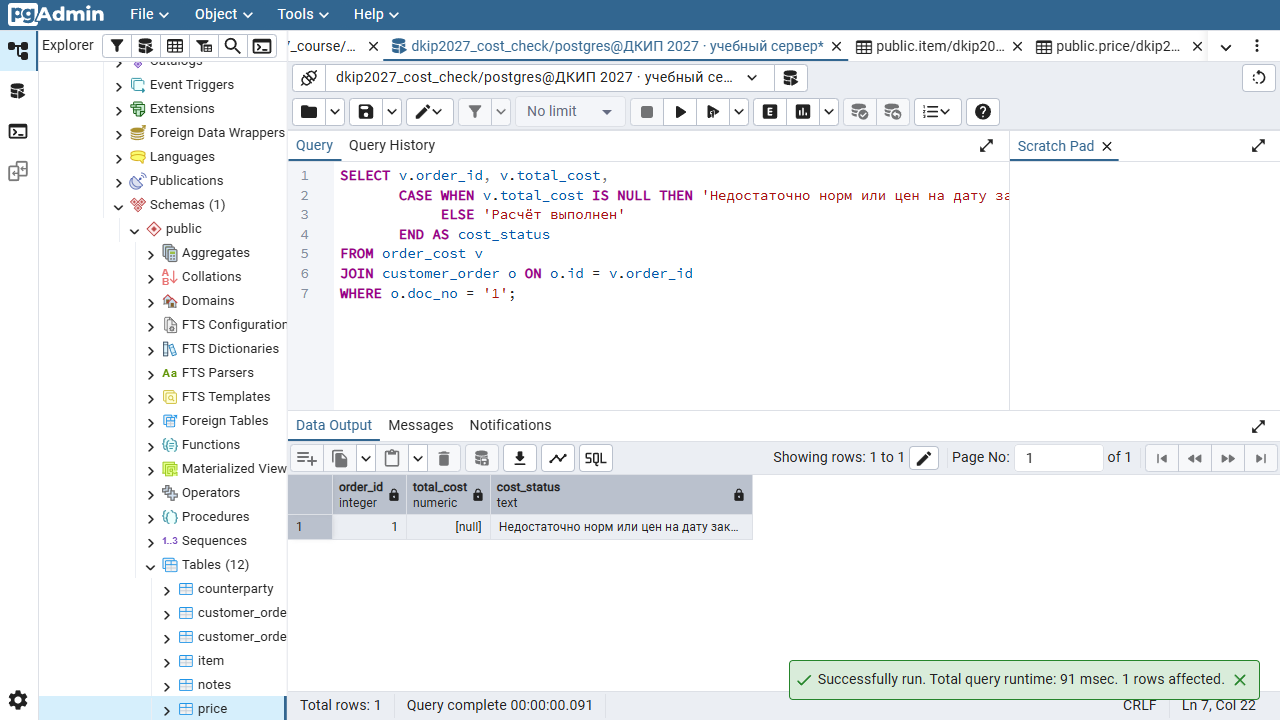 pgAdmin File Object Tools Help
Explorer
7_course/... dkip2027_cost_check/postgres@ДКИП 2027 · учебный сервер* public.item/dkip20... public.price/dkip2...
dkip2027_cost_check/postgres@ДКИП 2027 · учебный се...
No limit
E
SQL
Query Query History
Scratch Pad
1 SELECT v.order_id, v.total_cost,
2 CASE WHEN v.total_cost IS NULL THEN 'Недостаточно норм или цен на дату за
3 ELSE 'Расчёт выполнен'
4 END AS cost_status
5 FROM order_cost v
6 JOIN customer_order o ON o.id = v.order_id
7 WHERE o.doc_no = '1';
Catalogs
Event Triggers
Extensions
Foreign Data Wrappers
Languages
Publications
Schemas (1)
public
Aggregates
Collations
Domains
FTS Configuration
FTS Dictionaries
FTS Parsers
FTS Templates
Foreign Tables
Functions
Materialized View
Operators
Procedures
1..3 Sequences
Tables (12)
counterparty
customer_orde
customer_orde
item
notes
price
Data Output Messages Notifications
Showing rows: 1 to 1 Page No: 1 of 1
order_id integer total_cost numeric cost_status text
1 1 [null] Недостаточно норм или цен на дату зак...
Successfully run. Total query runtime: 91 msec. 1 rows affected.
Total rows: 1 Query complete 00:00:00.091 CRLF Ln 7, Col 22